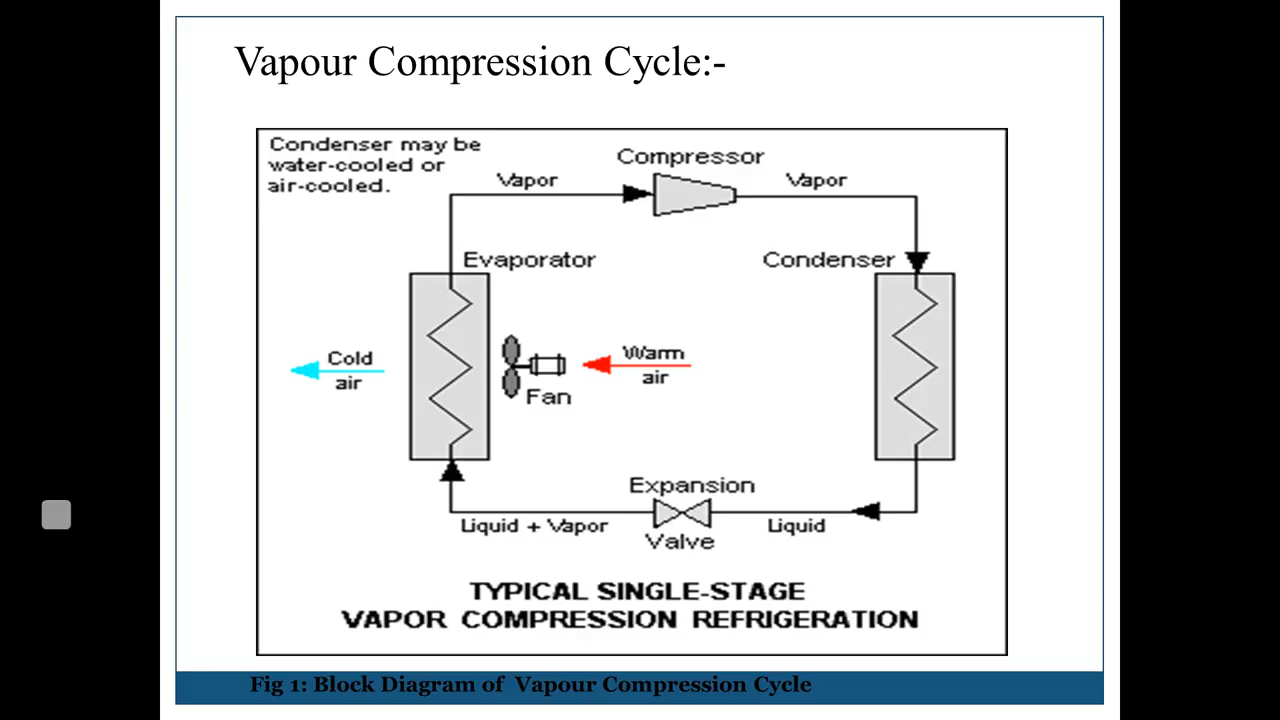 Vapour Compression Cycle:-
Condenser may be
water-cooled or
air-cooled.
Compressor
Vapor
Vapor
Evaporator
Condenser
Cold
air
Warm
air
Fan
Expansion
Valve
Liquid + Vapor
Liquid
TYPICAL SINGLE-STAGE
VAPOR COMPRESSION REFRIGERATION
Fig 1: Block Diagram of Vapour Compression Cycle